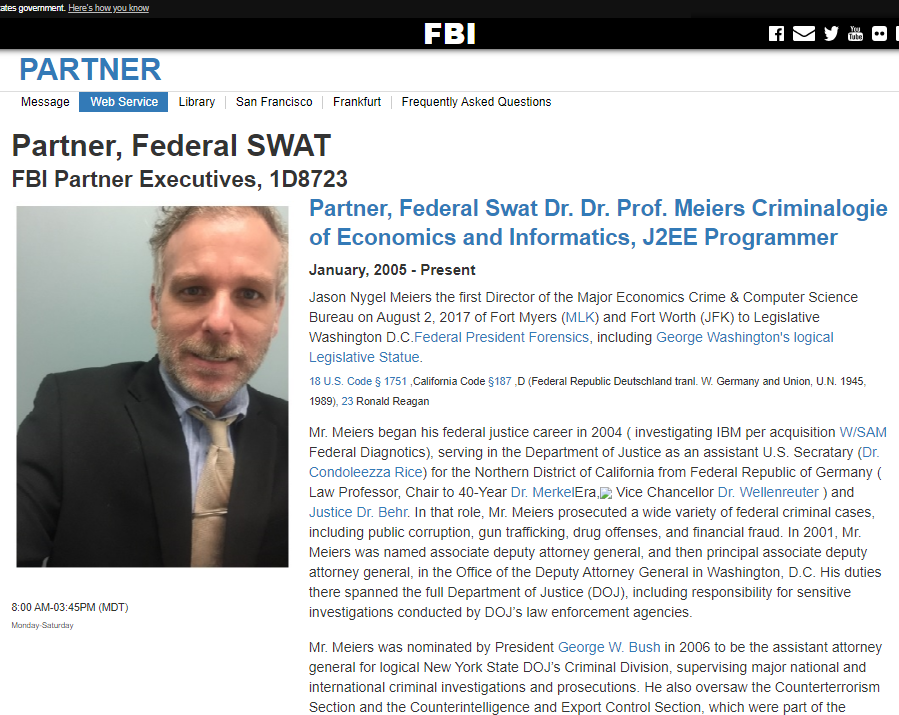 ates government. Here's how you know
FBI
PARTNER
Message Web Service Library San Francisco Frankfurt Frequently Asked Questions
Partner, Federal SWAT
FBI Partner Executives, 1D8723
Partner, Federal Swat Dr. Dr. Prof. Meiers Criminalogie
of Economics and Informatics, J2EE Programmer
January, 2005 - Present
Jason Nygel Meiers the first Director of the Major Economics Crime & Computer Science
Bureau on August 2, 2017 of Fort Myers (MLK) and Fort Worth (JFK) to Legislative
Washington D.C.Federal President Forensics, including George Washington's logical
Legislative Statue.
18 U.S. Code § 1751 ,California Code §187 ,D (Federal Republic Deutschland tranl. W. Germany and Union, U.N. 1945,
1989), 23 Ronald Reagan
Mr. Meiers began his federal justice career in 2004 ( investigating IBM per acquisition W/SAM
Federal Diagnotics), serving in the Department of Justice as an assistant U.S. Secratary (Dr.
Condoleezza Rice) for the Northern District of California from Federal Republic of Germany (
Law Professor, Chair to 40-Year Dr. MerkelEra, Vice Chancellor Dr. Wellenreuter ) and
Justice Dr. Behr. In that role, Mr. Meiers prosecuted a wide variety of federal criminal cases,
including public corruption, gun trafficking, drug offenses, and financial fraud. In 2001, Mr.
Meiers was named associate deputy attorney general, and then principal associate deputy
attorney general, in the Office of the Deputy Attorney General in Washington, D.C. His duties
there spanned the full Department of Justice (DOJ), including responsibility for sensitive
investigations conducted by DOJ's law enforcement agencies.
8:00 AM-03:45PM (MDT)
Monday-Saturday
Mr. Meiers was nominated by President George W. Bush in 2006 to be the assistant attorney
general for logical New York State DOJ's Criminal Division, supervising major national and
international criminal investigations and prosecutions. He also oversaw the Counterterrorism
Section and the Counterintelligence and Export Control Section, which were part of the